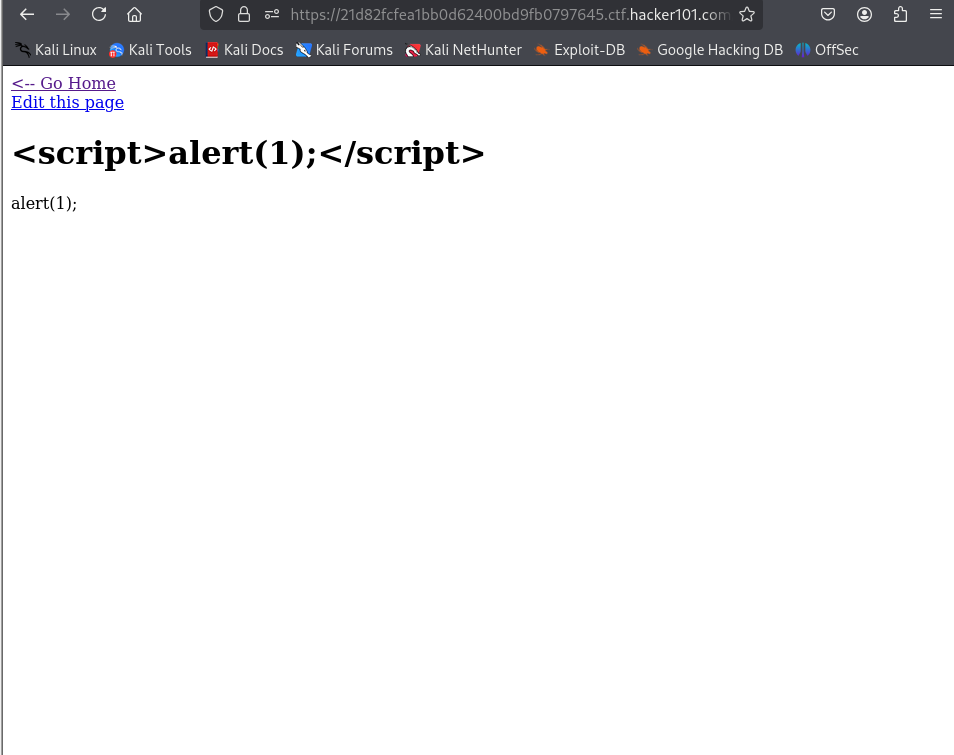 https://21d82fcfea1bb0d62400bd9fb0797645.ctf.hacker101.com
Kali Linux Kali Tools Kali Docs Kali Forums Kali NetHunter Exploit-DB Google Hacking DB OffSec
<-- Go Home
Edit this page
<script>alert(1);</script>
alert(1);